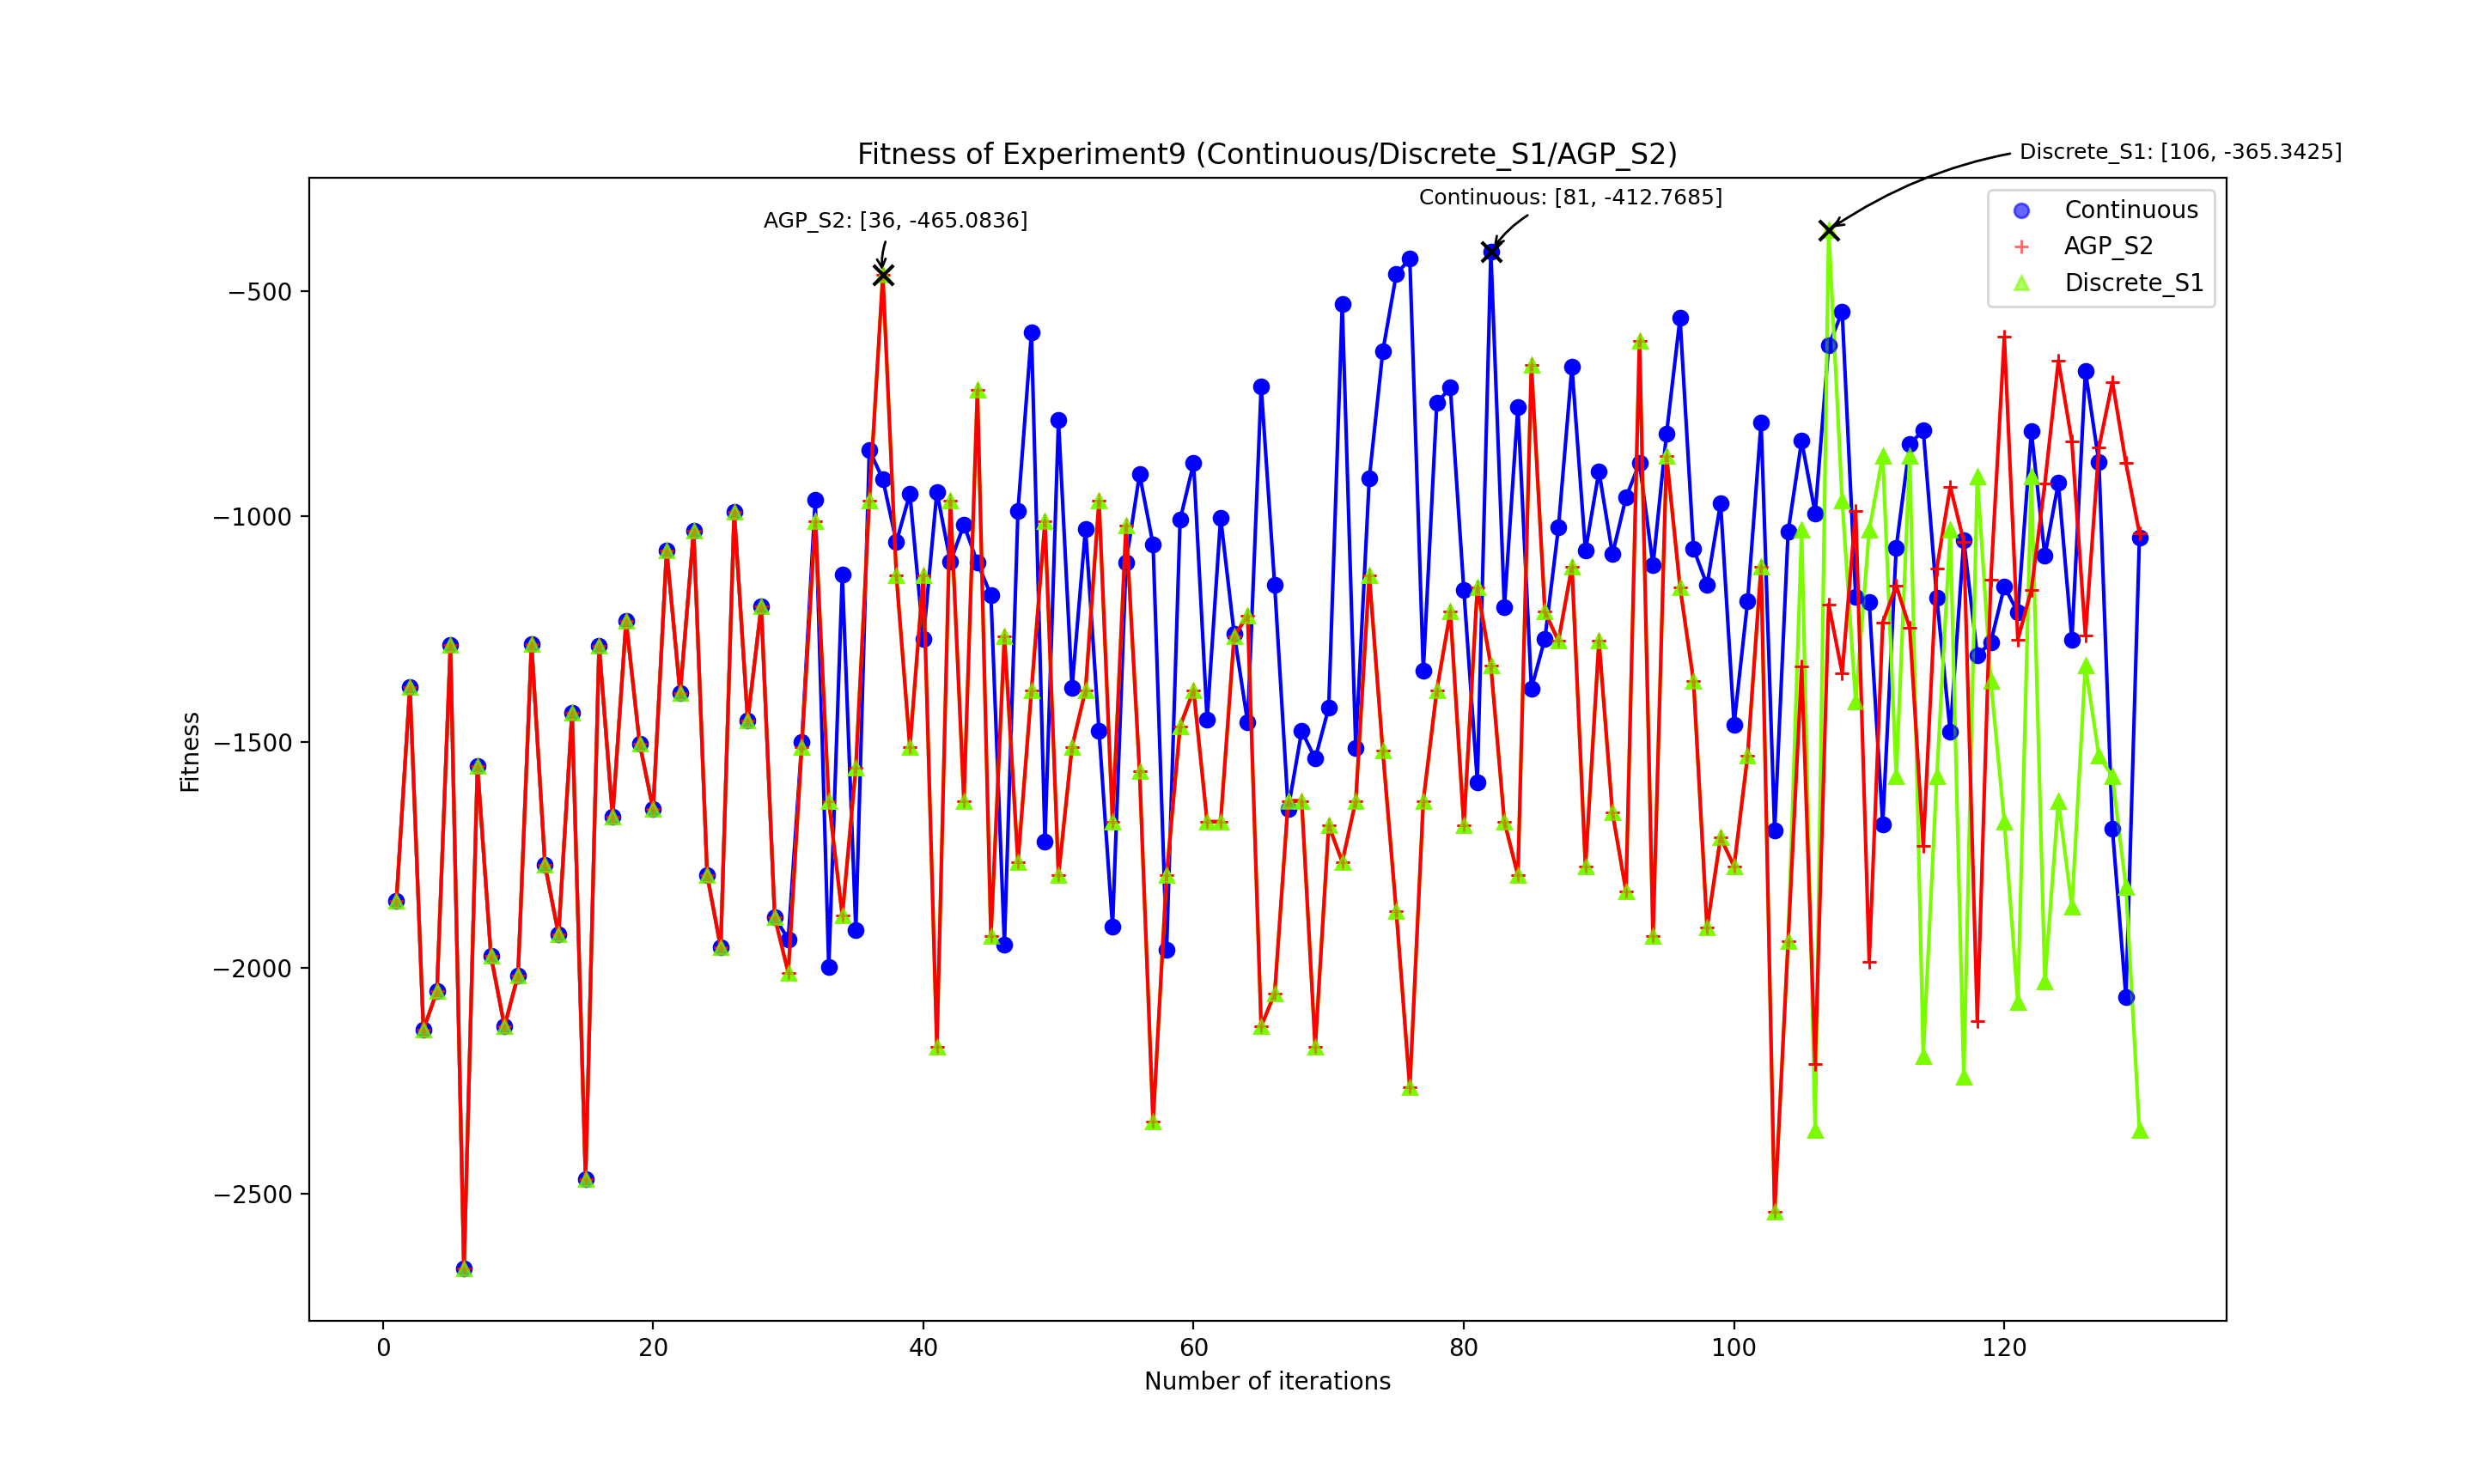 Fitness of Experiment9 (Continuous/Discrete_S1/AGP_S2)
Discrete_S1: [106, -365.3425]
Continuous: [81, -412.7685]
AGP_S2: [36, -465.0836]
Continuous
AGP_S2
Discrete_S1
Fitness
−500
−1000
−1500
−2000
−2500
0 20 40 60 80 100 120
Number of iterations